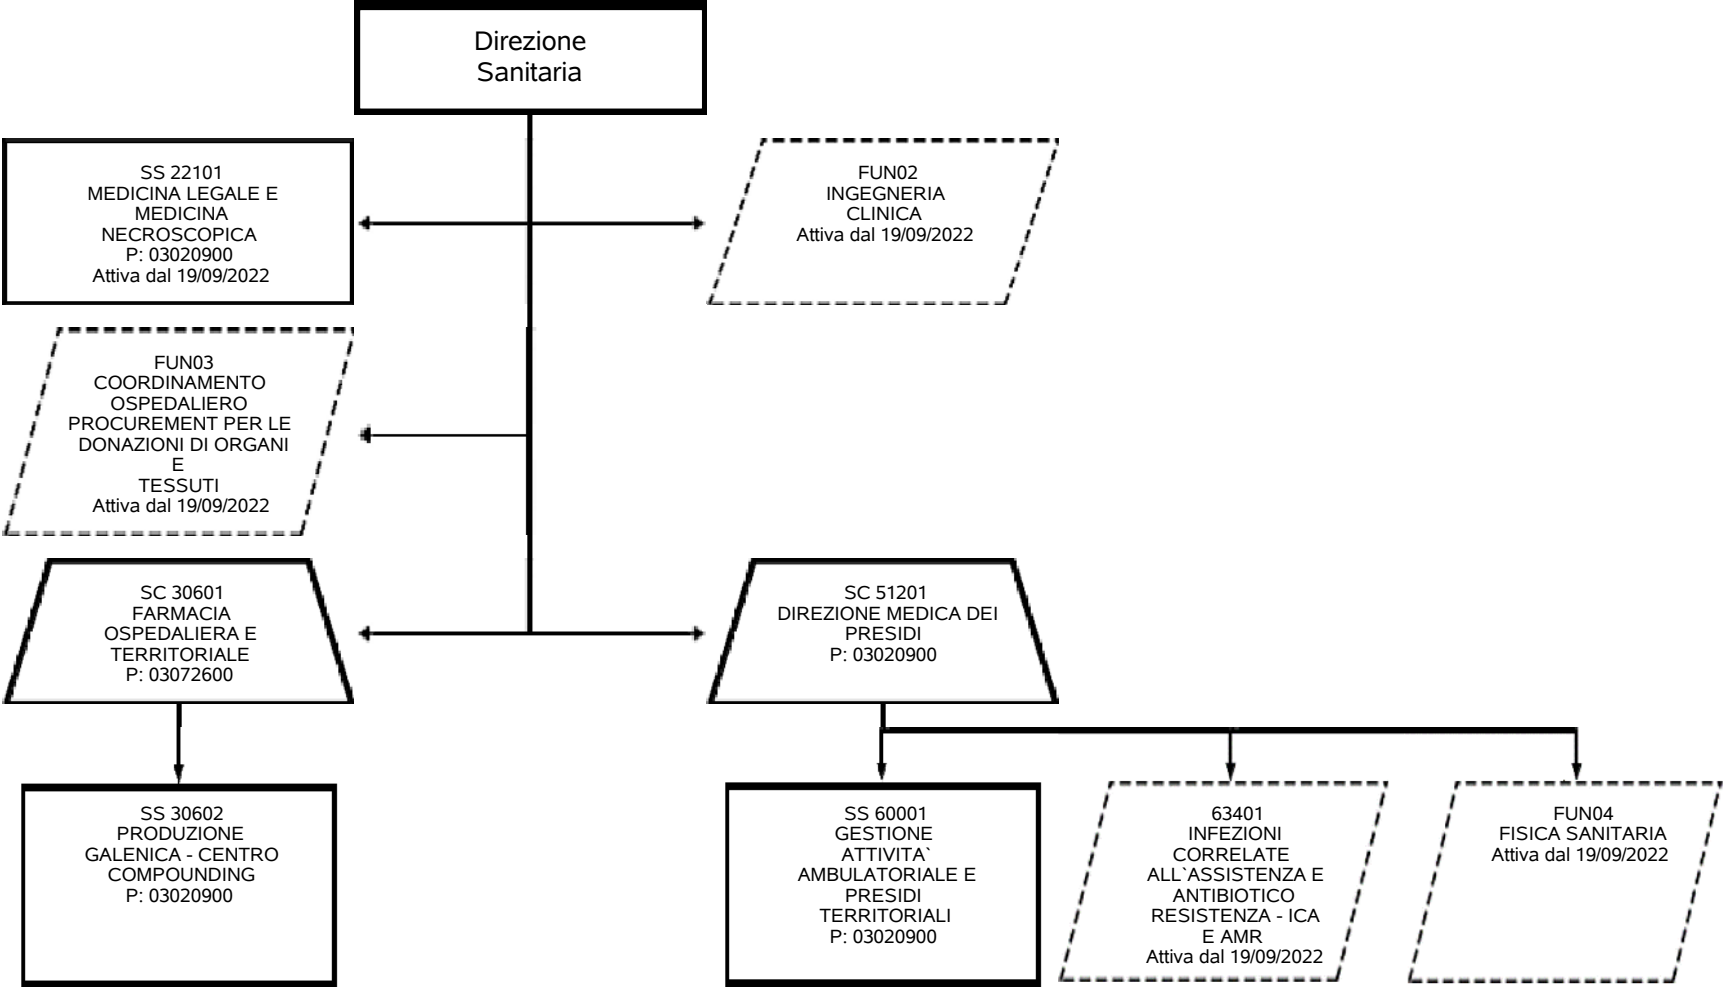 Direzione
Sanitaria
SS 22101
MEDICINA LEGALE E
MEDICINA
NECROSCOPICA
P: 03020900
Attiva dal 19/09/2022
FUN02
INGEGNERIA
CLINICA
Attiva dal 19/09/2022
FUN03
COORDINAMENTO
OSPEDALIERO
PROCUREMENT PER LE
DONAZIONI DI ORGANI
E
TESSUTI
Attiva dal 19/09/2022
SC 30601
FARMACIA
OSPEDALIERA E
TERRITORIALE
P: 03072600
SC 51201
DIREZIONE MEDICA DEI
PRESIDI
P: 03020900
SS 30602
PRODUZIONE
GALENICA - CENTRO
COMPOUNDING
P: 03020900
SS 60001
GESTIONE
ATTIVITA`
AMBULATORIALE E
PRESIDI
TERRITORIALI
P: 03020900
63401
INFEZIONI
CORRELATE
ALL`ASSISTENZA E
ANTIBIOTICO
RESISTENZA - ICA
E AMR
Attiva dal 19/09/2022
FUN04
FISICA SANITARIA
Attiva dal 19/09/2022